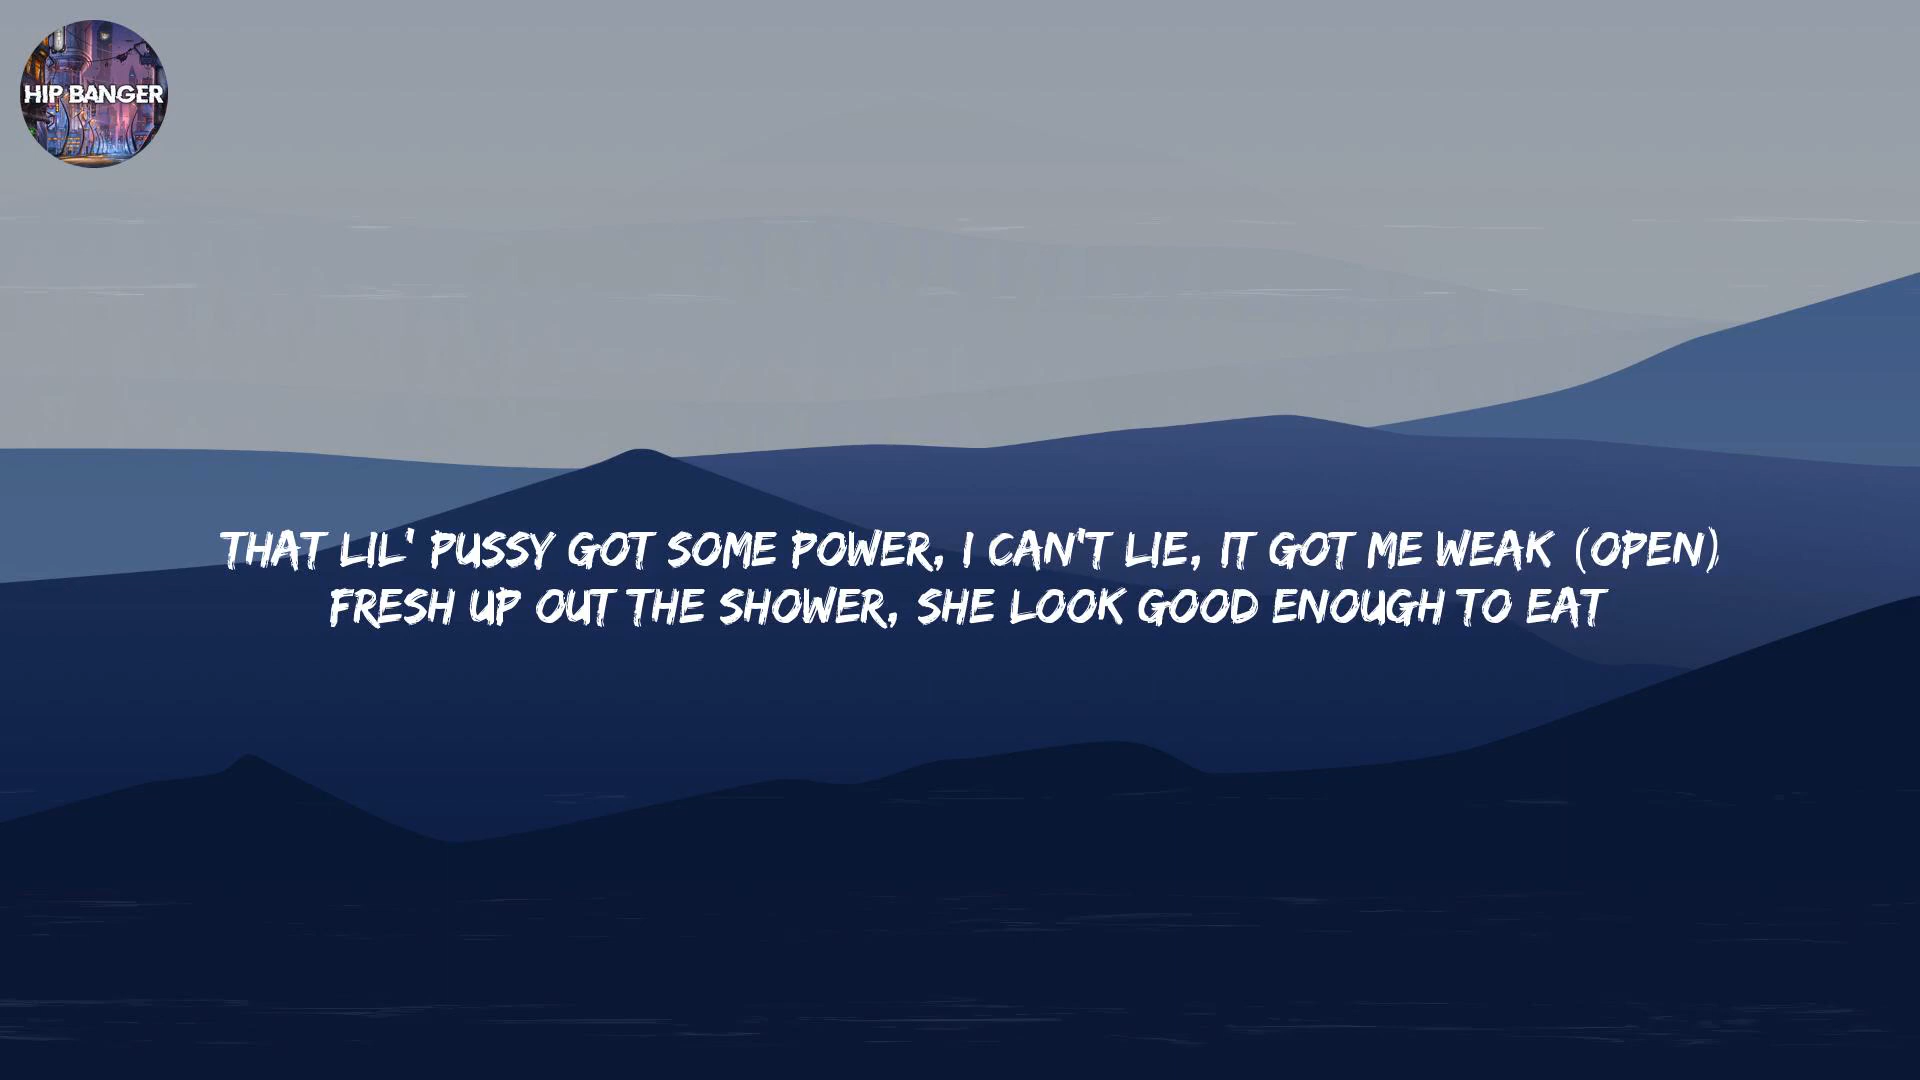 HIP BANGER
THAT LIL' PUSSY GOT SOME POWER, I CAN'T LIE, IT GOT ME WEAK (OPEN)
FRESH UP OUT THE SHOWER, SHE LOOK GOOD ENOUGH TO EAT